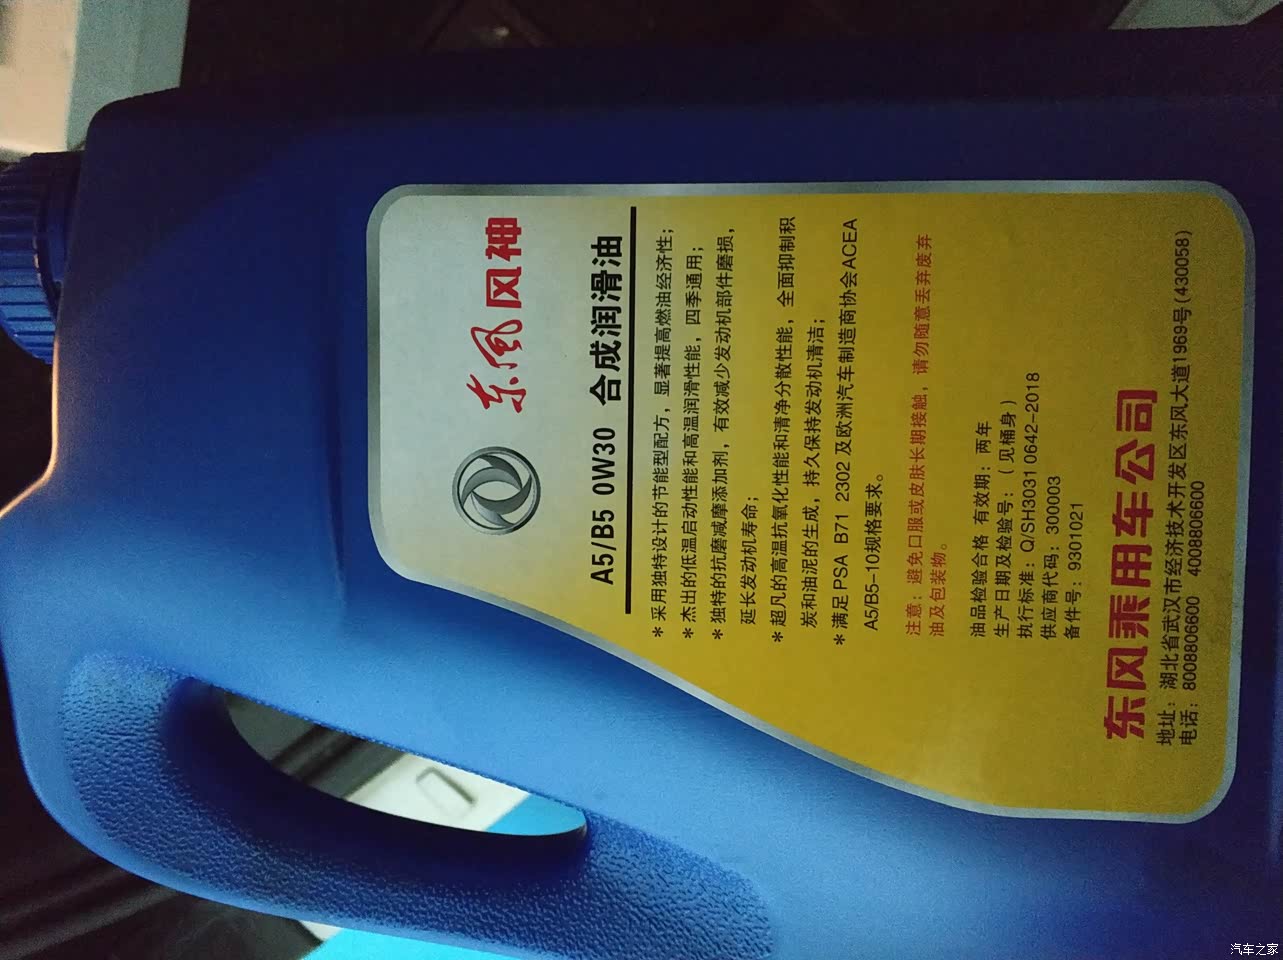 东風风神
A5/B5 0W30 合成润滑油
*采用独特设计的节能型配方，显著提高燃油经济性；
*杰出的低温启动性能和高温润滑性能，四季通用；
*独特的抗磨减摩添加剂，有效减少发动机部件磨损，
延长发动机寿命；
*超凡的高温抗氧化性能和清净分散性能，全面抑制积
炭和油泥的生成，持久保持发动机清洁；
*满足PSA B71 2302及欧洲汽车制造商协会ACEA
A5/B5-10规格要求。
注意：避免口服或皮肤长期接触，请勿随意丢弃废弃
油及包装物。
油品检验合格 有效期：两年
生产日期及检验号：（见桶身）
执行标准：Q/SH3031 0642-2018
供应商代码：300003
备件号：9301021
东风乘用车公司
地址：湖北省武汉市经济技术开发区东风大道1969号(430058)
电话：8008806600 4008806600
汽车之家